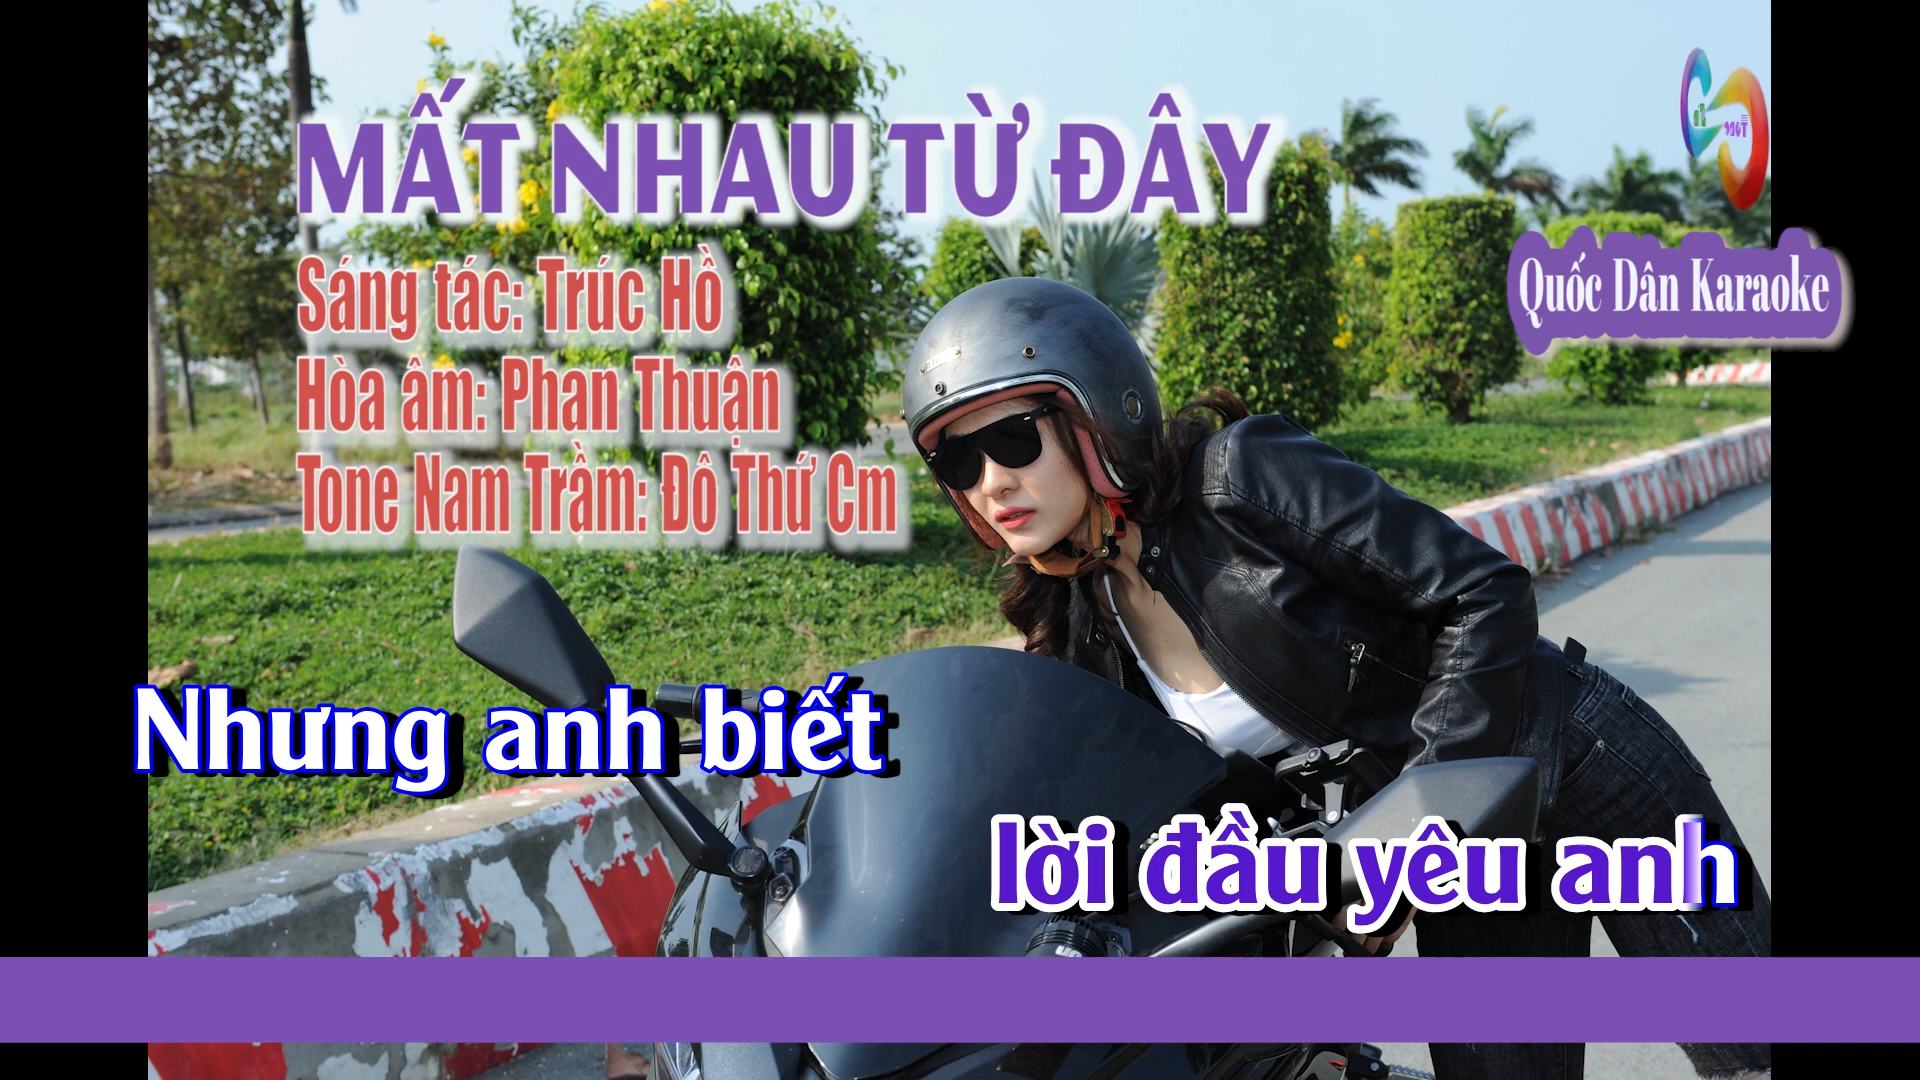 MẤT NHAU TỪ ĐÂY
Sáng tác: Trúc Hồ
Hòa âm: Phan Thuận
Tone Nam Trầm: Đô Thứ Cm
Quốc Dân Karaoke
Nhưng anh biết
lời đầu yêu anh